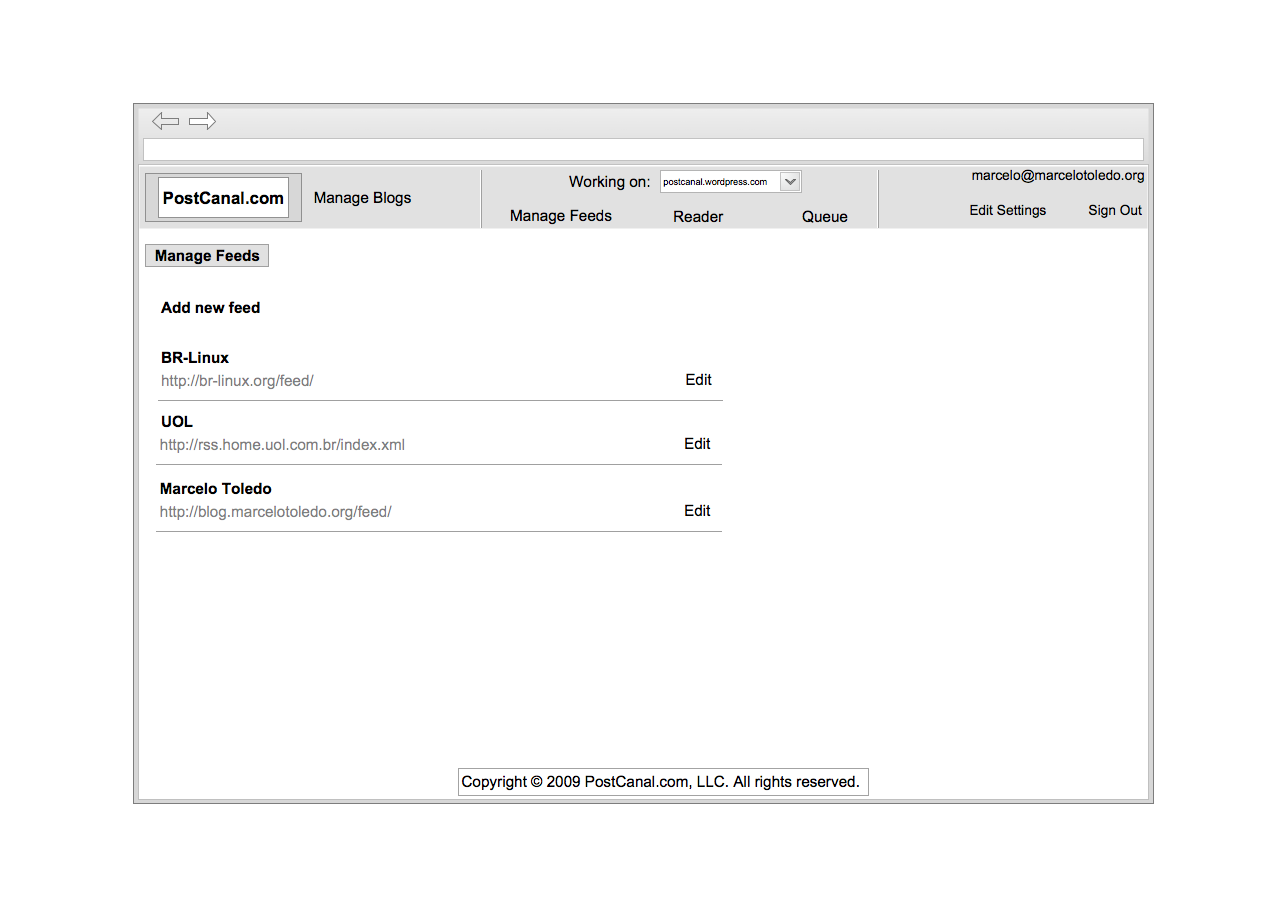 PostCanal.com
Manage Blogs
Working on: postcanal.wordpress.com
Manage Feeds Reader Queue
marcelo@marcelotoledo.org
Edit Settings Sign Out
Manage Feeds
Add new feed
BR-Linux
http://br-linux.org/feed/ Edit
UOL
http://rss.home.uol.com.br/index.xml Edit
Marcelo Toledo
http://blog.marcelotoledo.org/feed/ Edit
Copyright © 2009 PostCanal.com, LLC. All rights reserved.